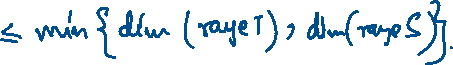 ≤ min{dim (range T), dim(range S)}.